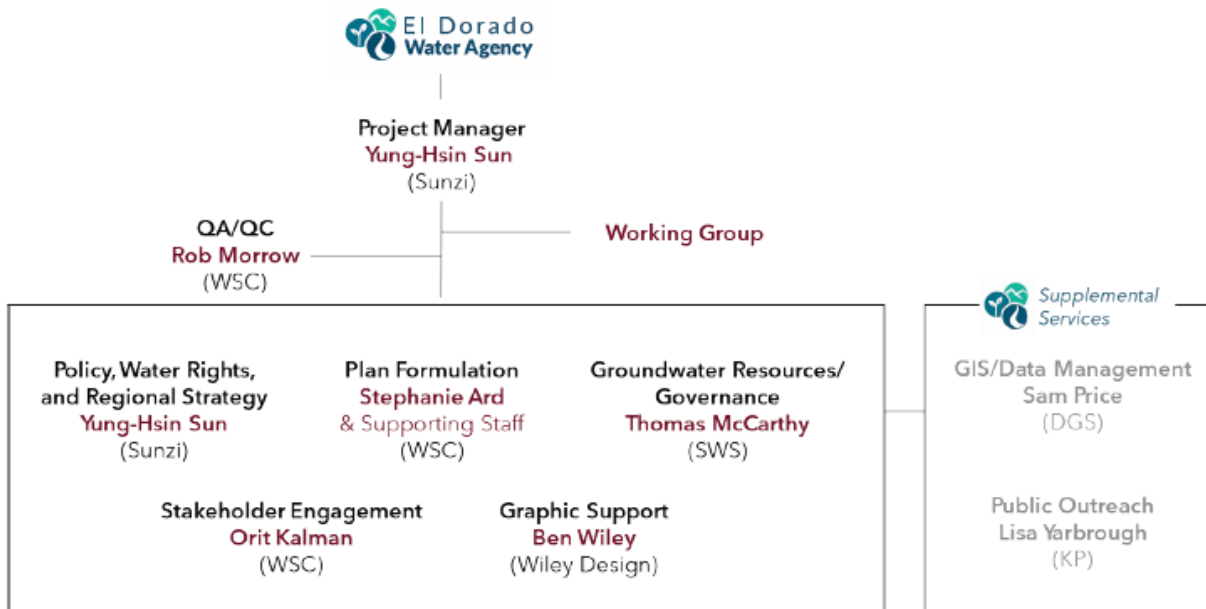 El Dorado
Water Agency
Project Manager
Yung-Hsin Sun
(Sunzi)
QA/QC
Rob Morrow
(WSC)
Working Group
Policy, Water Rights,
and Regional Strategy
Yung-Hsin Sun
(Sunzi)
Plan Formulation
Stephanie Ard
& Supporting Staff
(WSC)
Groundwater Resources/
Governance
Thomas McCarthy
(SWS)
Stakeholder Engagement
Orit Kalman
(WSC)
Graphic Support
Ben Wiley
(Wiley Design)
Supplemental
Services
GIS/Data Management
Sam Price
(DGS)
Public Outreach
Lisa Yarbrough
(KP)